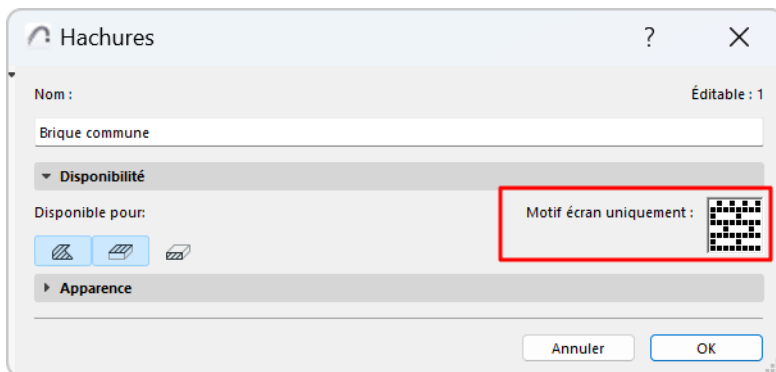 Hachures
?
Nom :
Éditable : 1
Brique commune
Disponibilité
Disponible pour:
Motif écran uniquement :
Apparence
Annuler
OK